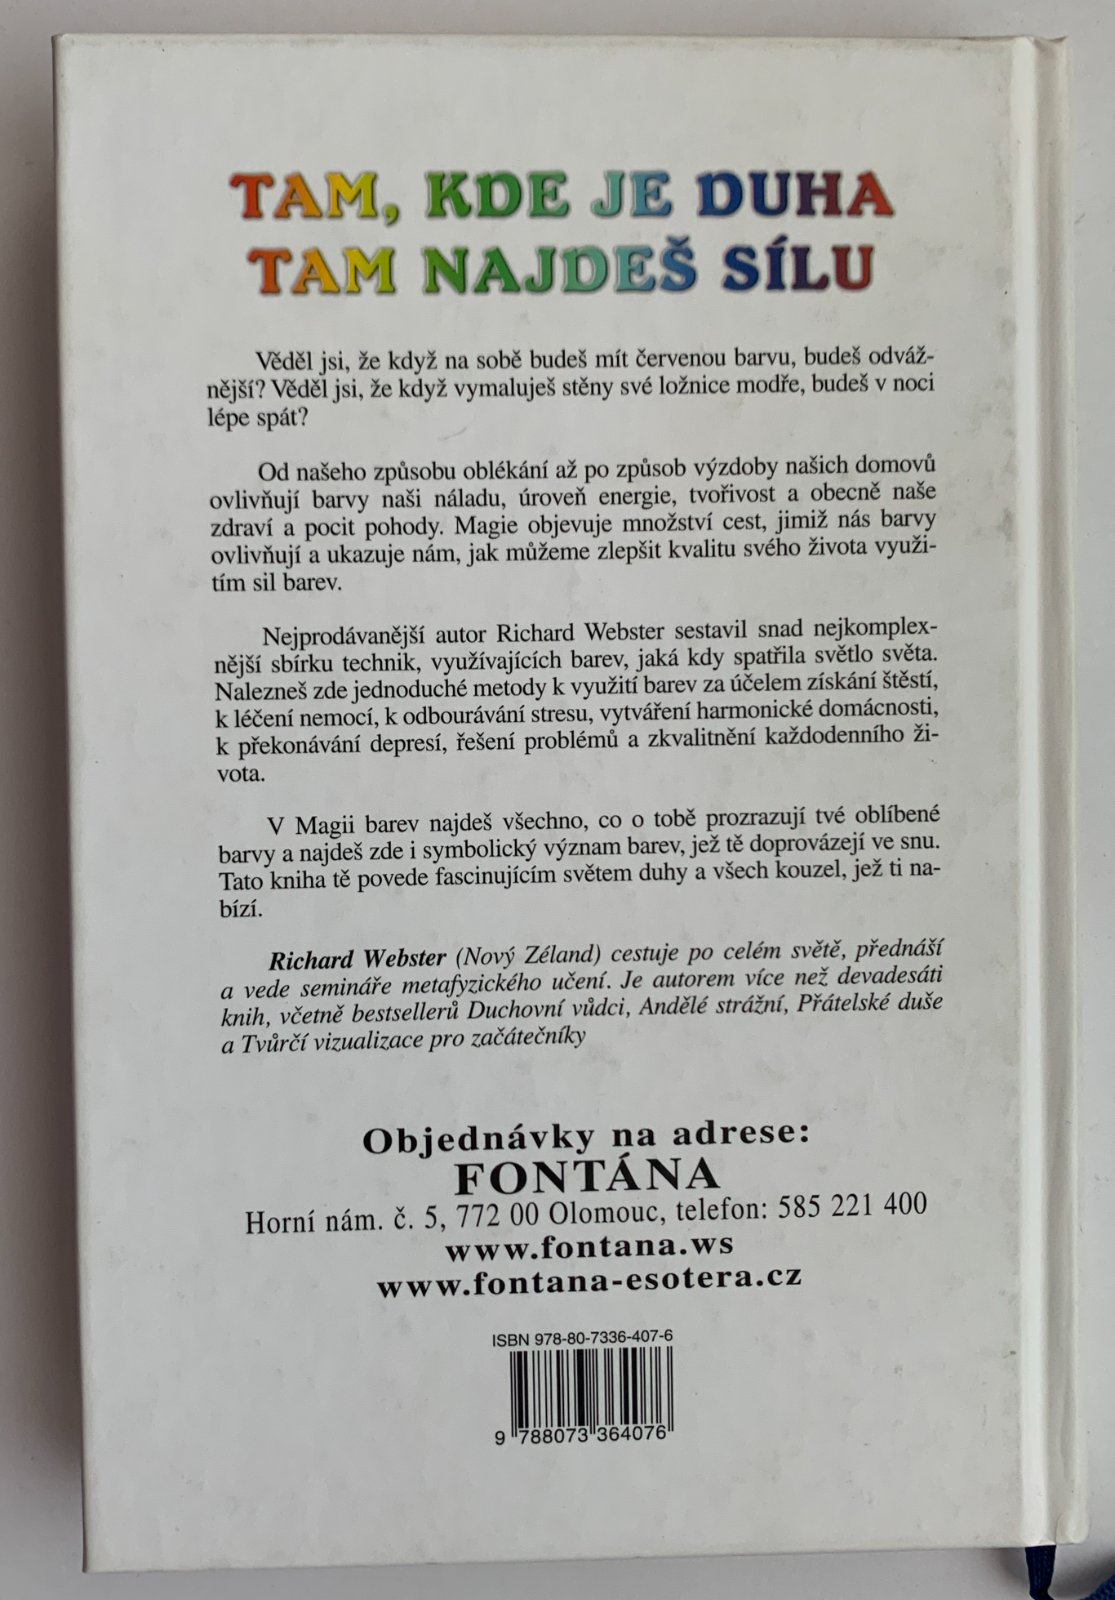 TAM, KDE JE DUHA
TAM NAJDEŠ SÍLU
Věděl jsi, že když na sobě budeš mít červenou barvu, budeš odváž-
nější? Věděl jsi, že když vymaluješ stěny své ložnice modře, budeš v noci
lépe spát?
Od našeho způsobu oblékání až po způsob výzdoby našich domovů
ovlivňují barvy naši náladu, úroveň energie, tvořivost a obecně naše
zdraví a pocit pohody. Magie objevuje množství cest, jimiž nás barvy
ovlivňují a ukazuje nám, jak můžeme zlepšit kvalitu svého života využi-
tím sil barev.
Nejprodávanější autor Richard Webster sestavil snad nejkomplex-
nější sbírku technik, využívajících barev, jaká kdy spatřila světlo světa.
Nalezneš zde jednoduché metody k využití barev za účelem získání štěstí,
k léčení nemocí, k odbourávání stresu, vytváření harmonické domácnosti,
k překonávání depresí, řešení problémů a zkvalitnění každodenního ži-
vota.
V Magii barev najdeš všechno, co o tobě prozrazují tvé oblíbené
barvy a najdeš zde i symbolický význam barev, jež tě doprovázejí ve snu.
Tato kniha tě povede fascinujícím světem duhy a všech kouzel, jež ti na-
bízí.
Richard Webster (Nový Zéland) cestuje po celém světě, přednáší
a vede semináře metafyzického učení. Je autorem více než devadesáti
knih, včetně bestsellerů Duchovní vůdci, Andělé strážní, Přátelské duše
a Tvůrčí vizualizace pro začátečníky
Objednávky na adrese:
FONTÁNA
Horní nám. č. 5, 772 00 Olomouc, telefon: 585 221 400
www.fontana.ws
www.fontana-esotera.cz
ISBN 978-80-7336-407-6
9 788073 364076